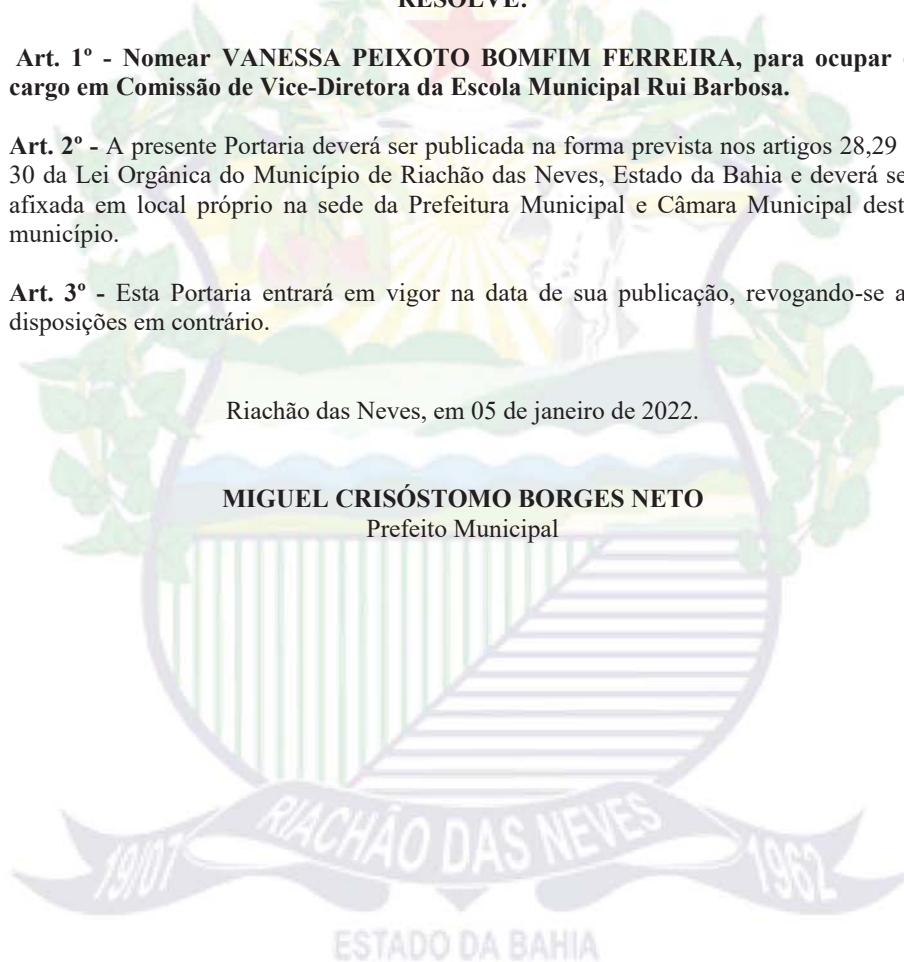 RESOLVE:
Art. 1º - Nomear VANESSA PEIXOTO BOMFIM FERREIRA, para ocupar
cargo em Comissão de Vice-Diretora da Escola Municipal Rui Barbosa.
Art. 2º - A presente Portaria deverá ser publicada na forma prevista nos artigos 28,29
30 da Lei Orgânica do Município de Riachão das Neves, Estado da Bahia e deverá se
afixada em local próprio na sede da Prefeitura Municipal e Câmara Municipal dest
município.
Art. 3º - Esta Portaria entrará em vigor na data de sua publicação, revogando-se a
disposições em contrário.
Riachão das Neves, em 05 de janeiro de 2022.
MIGUEL CRISÓSTOMO BORGES NETO
Prefeito Municipal
19/07 RIACHÃO DAS NEVES 1962
ESTADO DA BAHIA